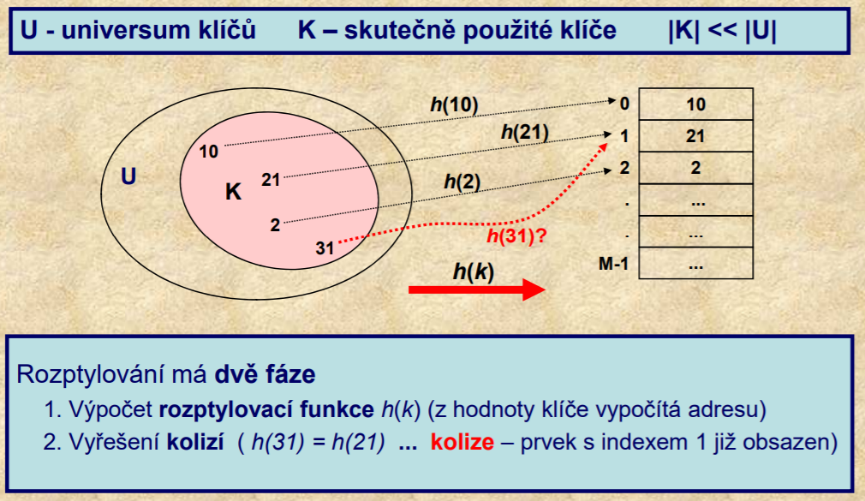 U - universum klíčů K – skutečně použité klíče |K| << |U|
h(10)
0
10
h(21)
1
21
10
U
21
K
h(2)
2
2
2
.
...
31
h(31)?
.
...
h(k)
M-1
...
Rozptylování má dvě fáze
1. Výpočet rozptylovací funkce h(k) (z hodnoty klíče vypočítá adresu)
2. Vyřešení kolizí ( h(31) = h(21) ... kolize – prvek s indexem 1 již obsazen)